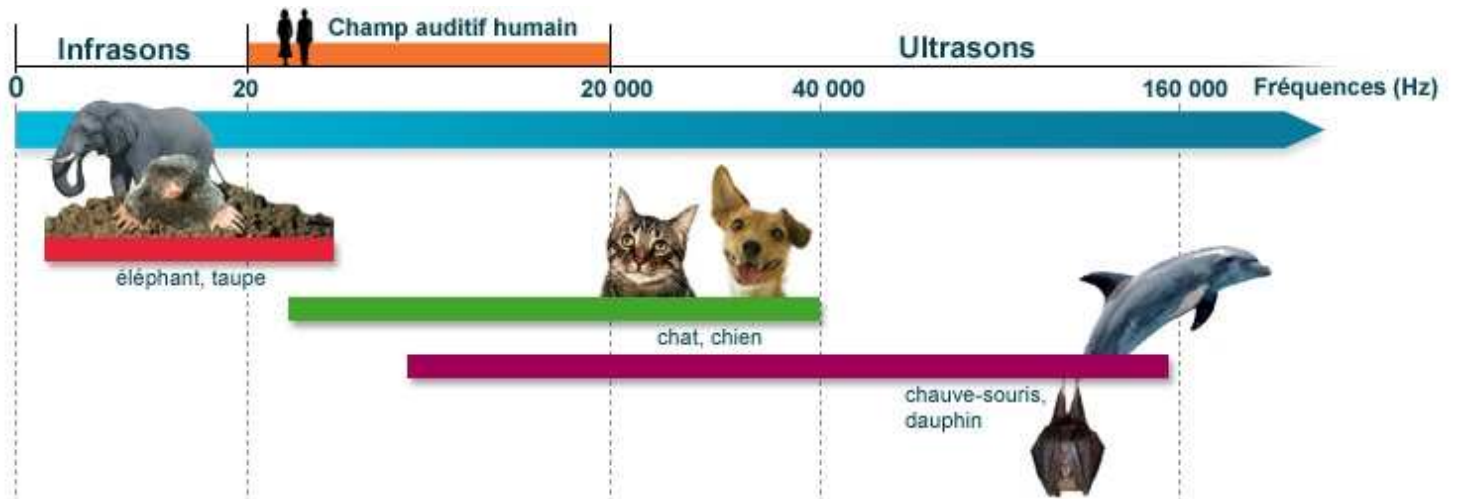 Infrasons
Champ auditif humain
Ultrasons
0
20
20 000
40 000
160 000
Fréquences (Hz)
éléphant, taupe
chat, chien
chauve-souris,
dauphin